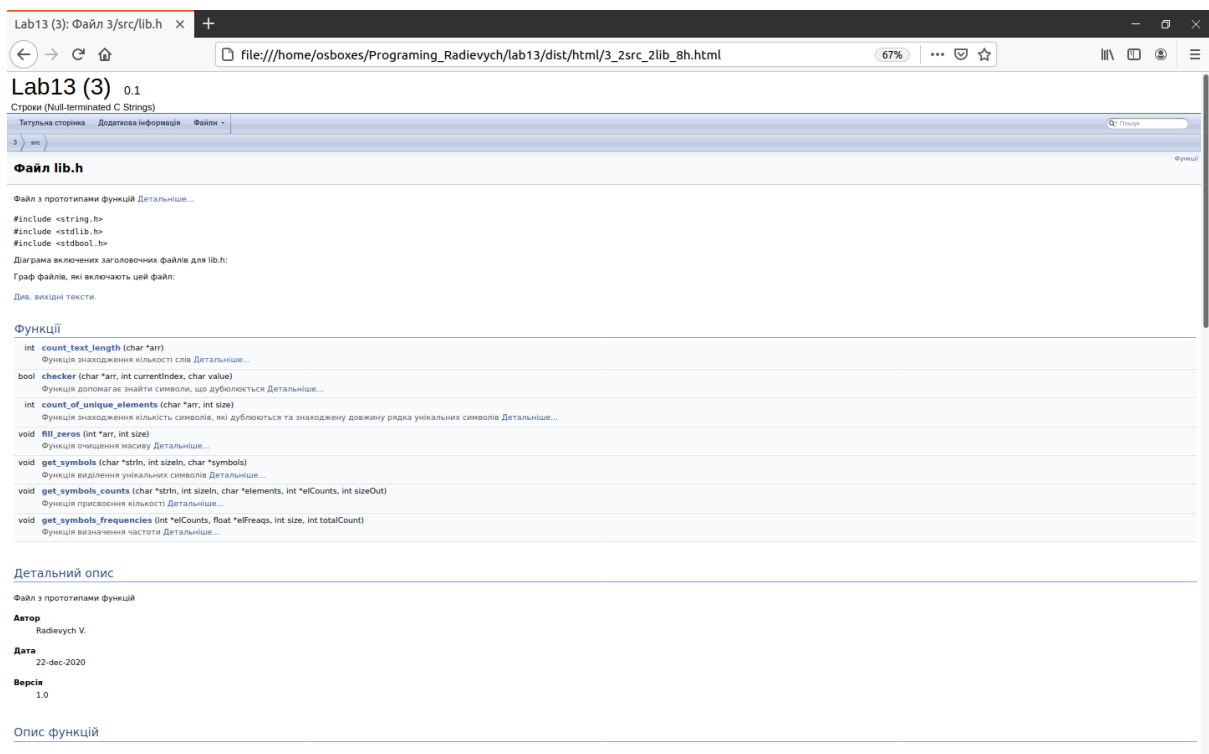 Lab13 (3): Файл 3/src/lib.h
file:///home/osboxes/Programing_Radievych/lab13/dist/html/3_2src_2lib_8h.html 67%
Lab13 (3) 0.1
Строки (Null-terminated C Strings)
Титульна сторінка Додаткова інформація Файли Пошук
3 src
Функції
Файл lib.h
Файл з прототипами функцій Детальніше...
#include <string.h>
#include <stdlib.h>
#include <stdbool.h>
Діаграма включених заголовочних файлів для lib.h:
Граф файлів, які включають цей файл:
Див. вихідні тексти.
Функції
int count_text_length (char *arr)
Функція знаходження кількості слів Детальніше...
bool checker (char *arr, int currentIndex, char value)
Функція допомагає знайти символи, що дубюлюється Детальніше...
int count_of_unique_elements (char *arr, int size)
Функція знаходження кількість символів, які дублюються та знаходжену довжину рядка унікальних символів Детальніше...
void fill_zeros (int *arr, int size)
Функція очищення масиву Детальніше...
void get_symbols (char *strIn, int sizeIn, char *symbols)
Функція виділення унікальних символів Детальніше...
void get_symbols_counts (char *strIn, int sizeIn, char *elements, int *elCounts, int sizeOut)
Функція присвоєння кількості Детальніше...
void get_symbols_frequencies (int *elCounts, float *elFreaqs, int size, int totalCount)
Функція визначення частоти Детальніше...
Детальний опис
Файл з прототипами функцій
Автор
Radievych V.
Дата
22-dec-2020
Версія
1.0
Опис функцій